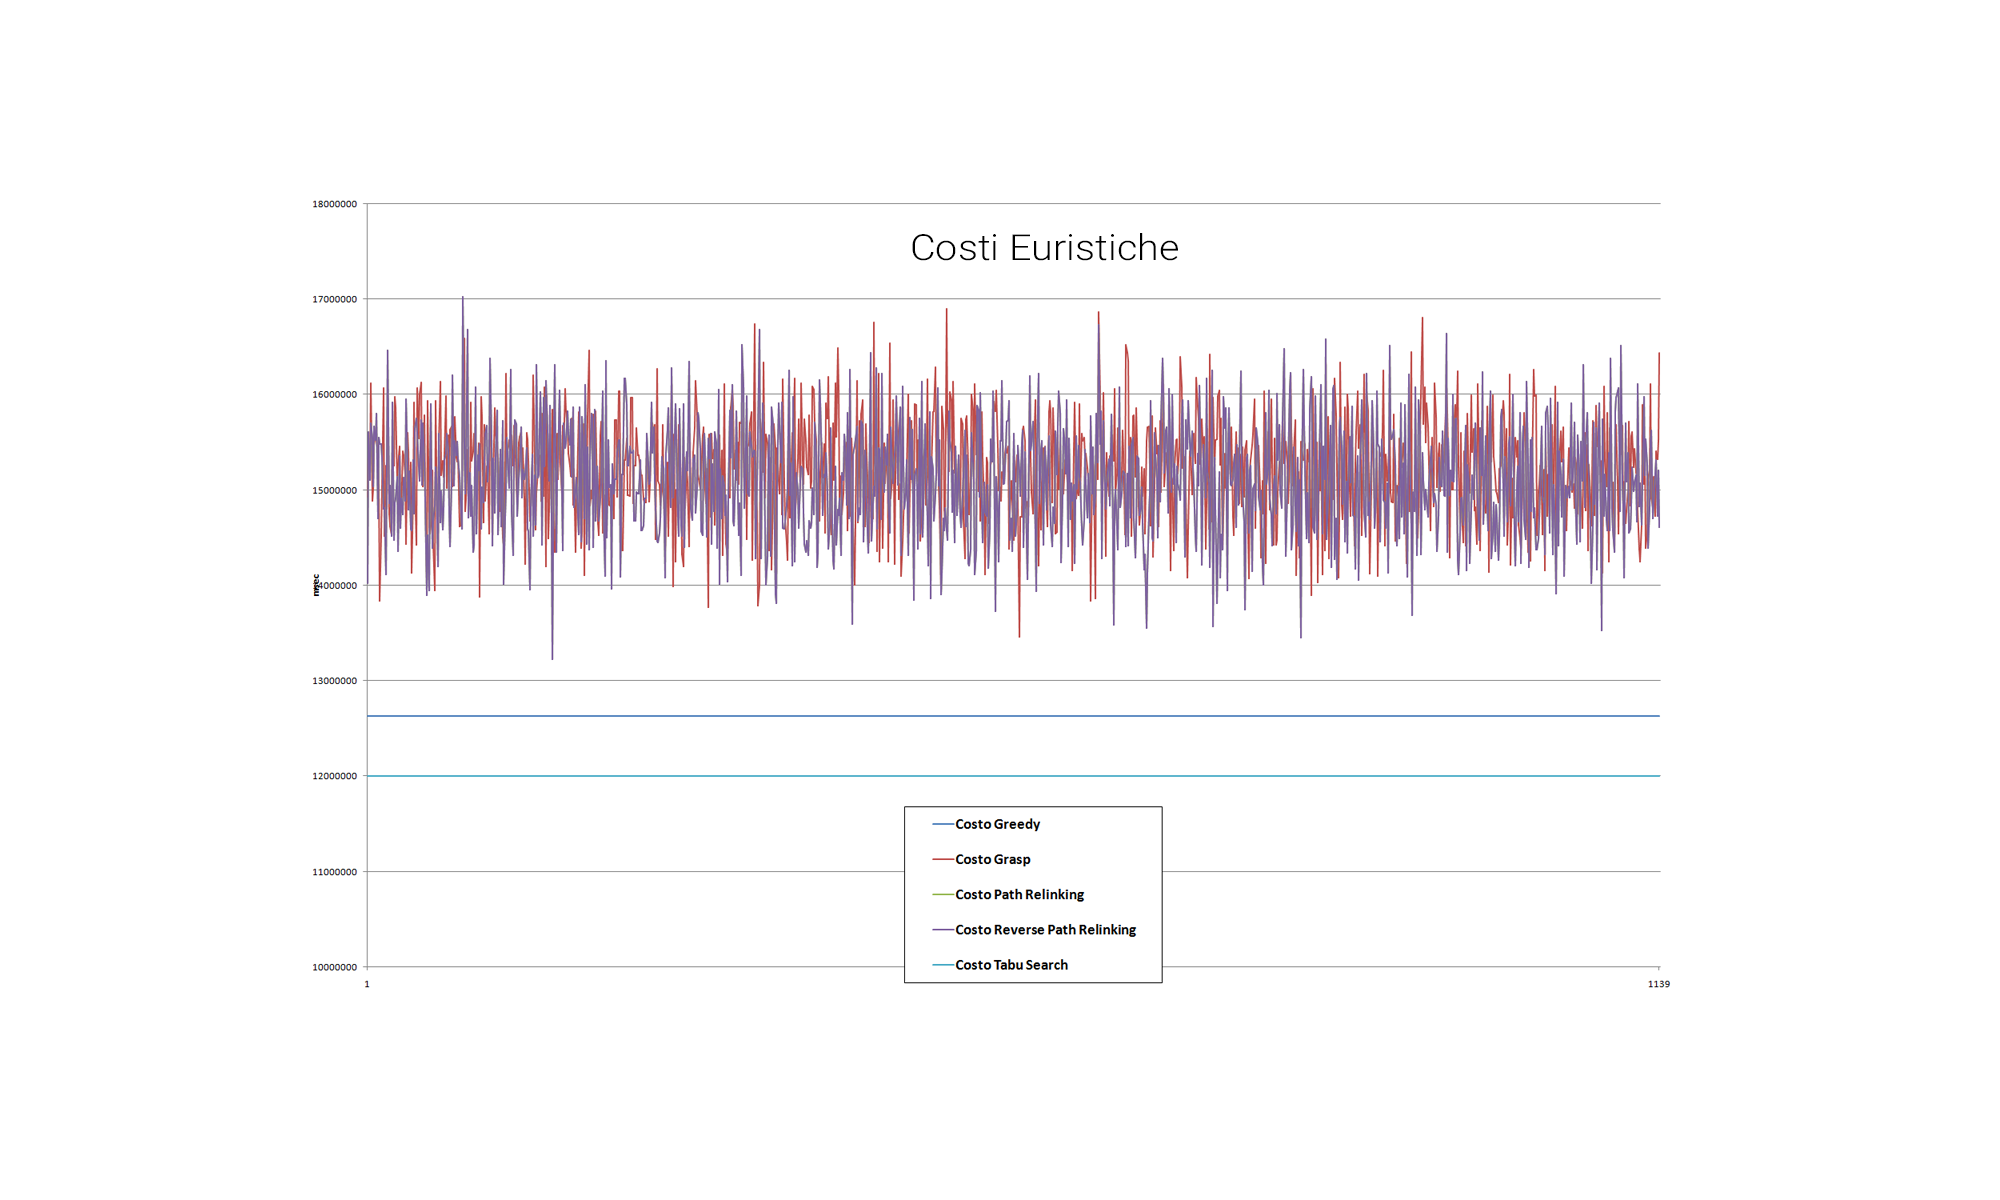 Costi Euristiche
18000000
17000000
16000000
15000000
14000000
13000000
12000000
11000000
10000000
1
1139
Costo Greedy
Costo Grasp
Costo Path Relinking
Costo Reverse Path Relinking
Costo Tabu Search